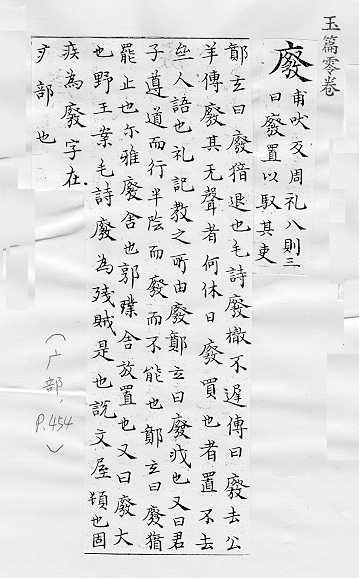 玉篇零卷
廢 甫吠反周礼八則三
曰廢置以馭其吏
鄭玄曰廢猶退也毛詩廢撤不遲傳曰廢去公
羊傳廢其无聲者何休曰廢買也者置不去
人語也礼記教之所由廢鄭玄曰廢也又曰君
子遵道而行半陰而廢而不能也鄭玄曰廢猶
罷止也尔雅廢舍也郭璞舍放置也又曰廢大
也野王案毛詩廢為殘賊是也說文屋頓也固
疾為廢字在
疒部也
(广部,
P.454)